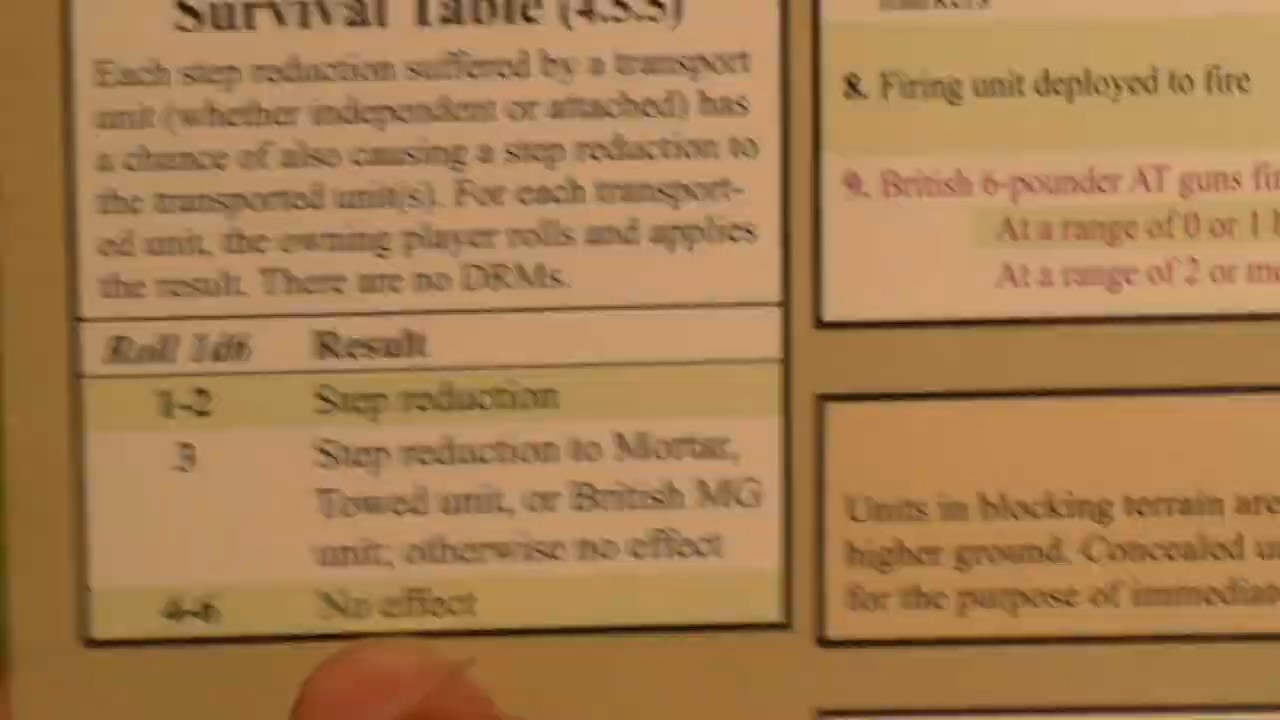 Survival Table (4.5.5)
Each step reduction suffered by a transport
unit (whether independent or attached) has
a chance of also causing a step reduction to
the transported unit(s). For each transport-
ed unit, the owning player rolls and applies
the result. There are no DRMs.
Roll 1d6 Result
1-2 Step reduction
3 Step reduction to Mortar,
Towed unit, or British MG
unit; otherwise no effect
4-6 No effect
markers
8. Firing unit deployed to fire
9. British 6-pounder AT guns
At a range of 0 or 1
At a range of 2 or
Units in blocking terrain are
higher ground. Concealed
for the purpose of